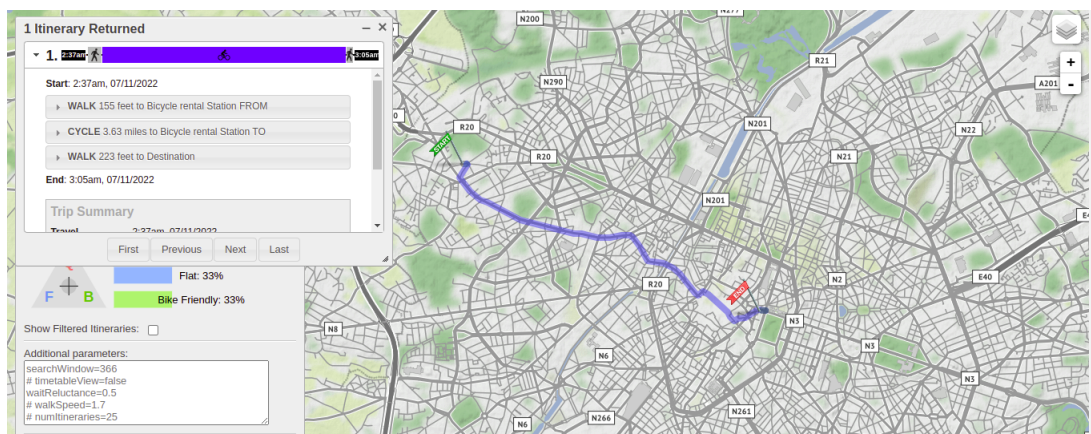 1 Itinerary Returned
1. 2:37am 3:05am
Start: 2:37am, 07/11/2022
WALK 155 feet to Bicycle rental Station FROM
CYCLE 3.63 miles to Bicycle rental Station TO
WALK 223 feet to Destination
End: 3:05am, 07/11/2022
Trip Summary
Travel 2:37am, 07/11/2022
First Previous Next Last
F B
Flat: 33%
Bike Friendly: 33%
Show Filtered Itineraries:
Additional parameters:
searchWindow=366
# timetableView=false
waitReluctance=0.5
# walkSpeed=1.7
# numItineraries=25
N200
N277
R21
+
-
N290
A201
R20
START
N201
N22
R20
N21
N201
E40
N2
R20
END
N8
N3
N3
N6
N3
N266
N261
N6